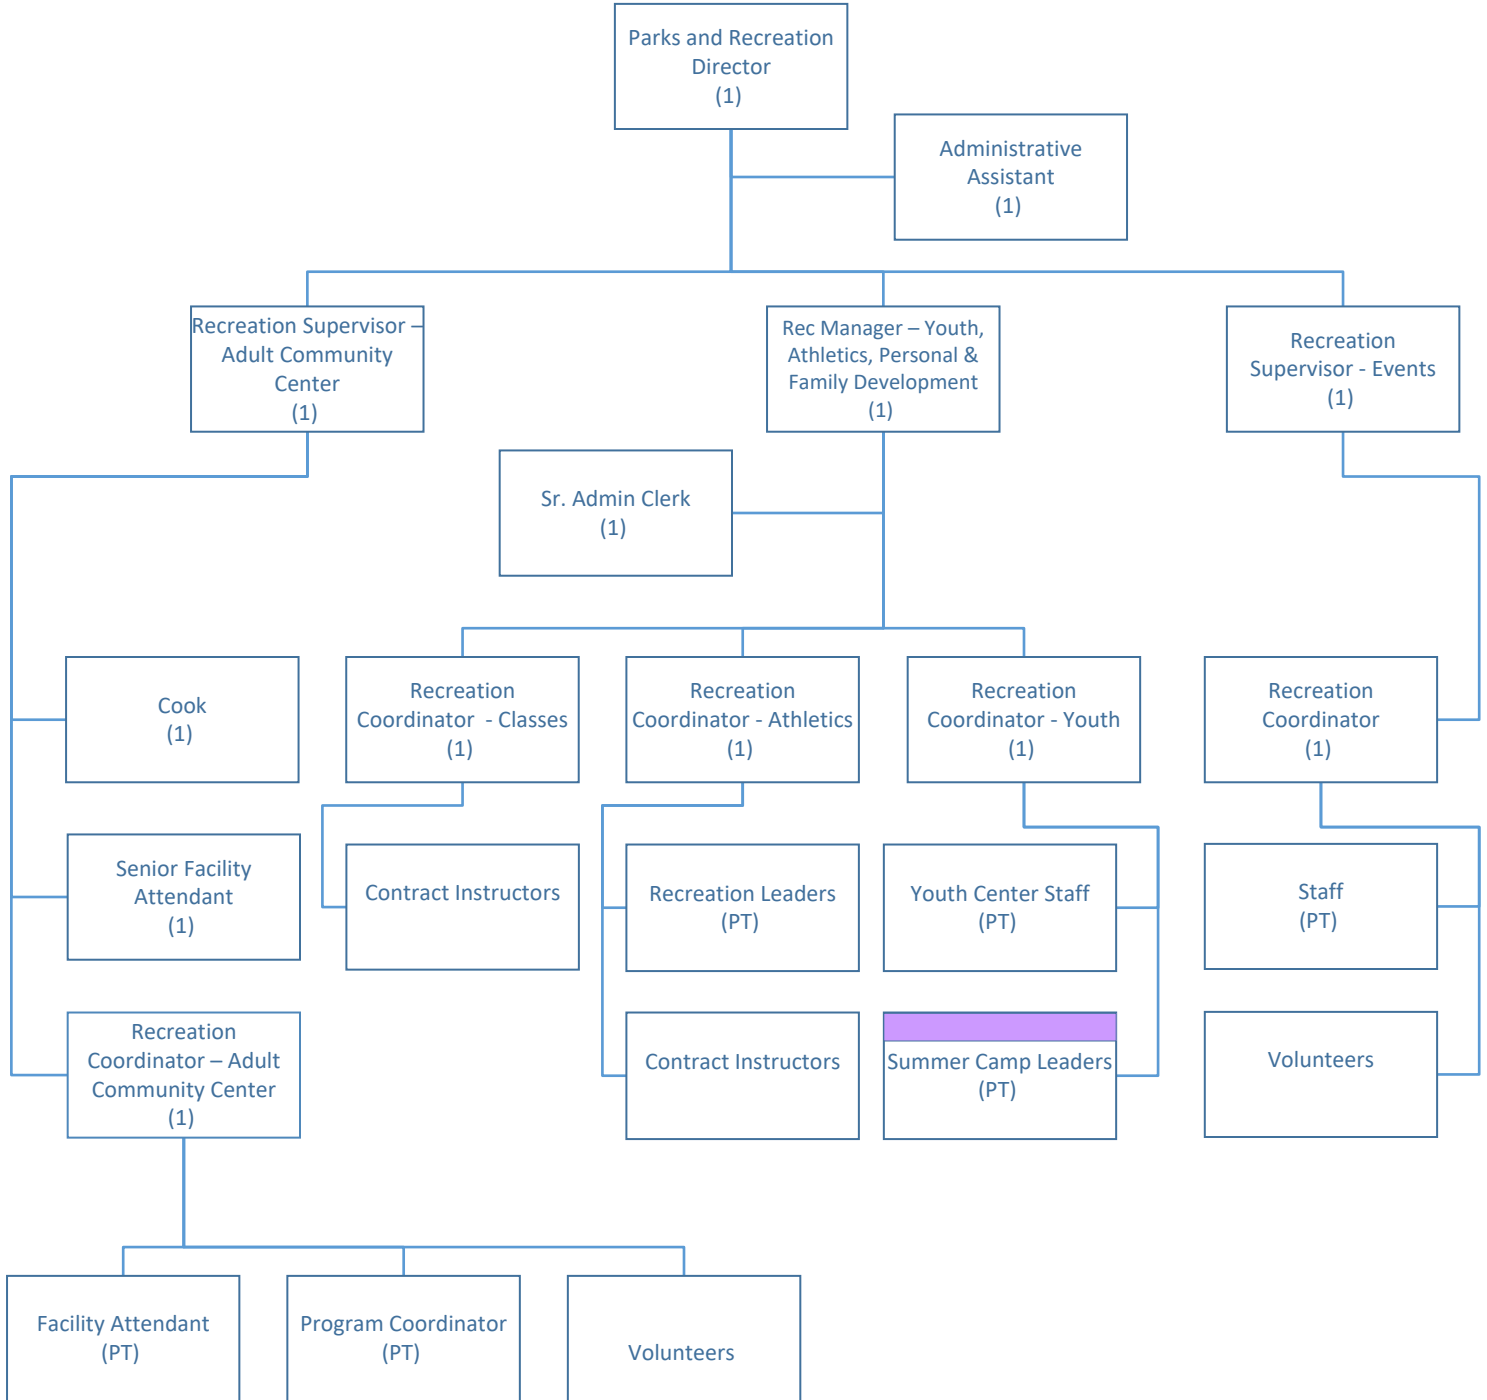 Parks and Recreation
Director
(1)
Administrative
Assistant
(1)
Recreation Supervisor –
Adult Community
Center
(1)
Rec Manager – Youth,
Athletics, Personal &
Family Development
(1)
Recreation
Supervisor - Events
(1)
Sr. Admin Clerk
(1)
Cook
(1)
Recreation
Coordinator - Classes
(1)
Recreation
Coordinator - Athletics
(1)
Recreation
Coordinator - Youth
(1)
Recreation
Coordinator
(1)
Senior Facility
Attendant
(1)
Contract Instructors
Recreation Leaders
(PT)
Youth Center Staff
(PT)
Staff
(PT)
Recreation
Coordinator – Adult
Community Center
(1)
Contract Instructors
Summer Camp Leaders
(PT)
Volunteers
Facility Attendant
(PT)
Program Coordinator
(PT)
Volunteers